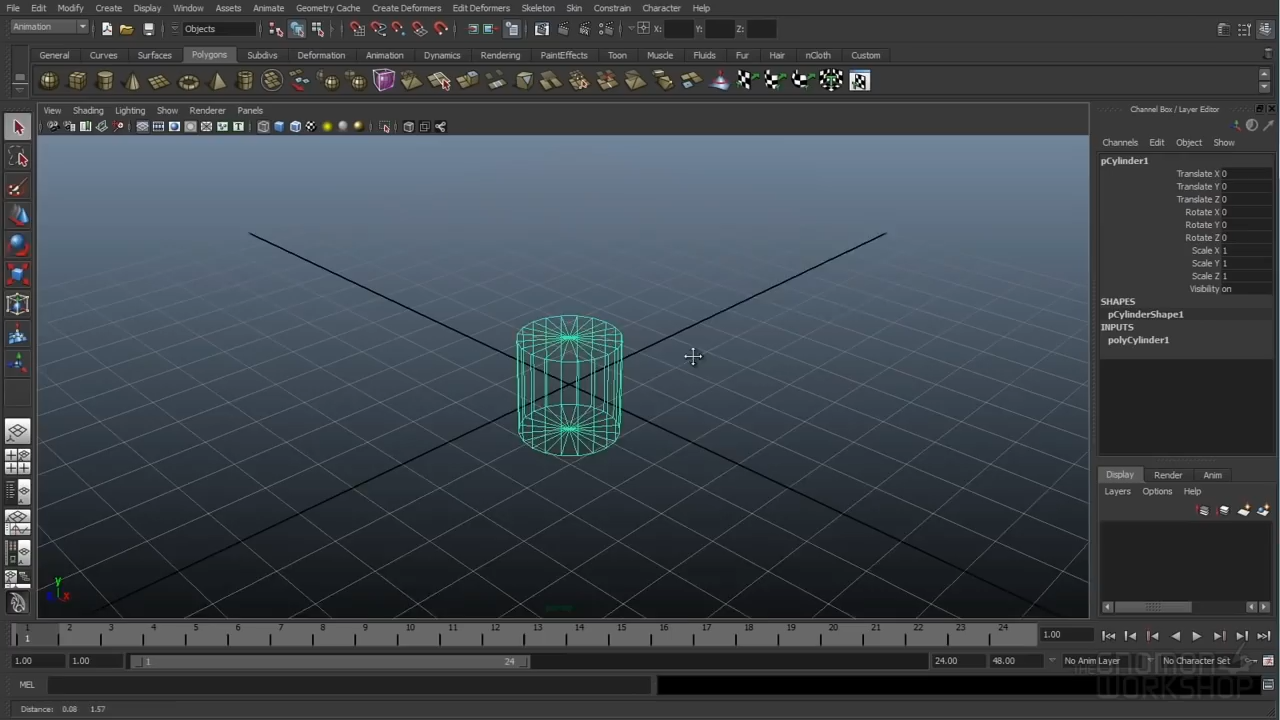 File Edit Modify Create Display Window Assets Animate Geometry Cache Create Deformers Edit Deformers Skeleton Skin Constrain Character Help
Animation Objects X: Y: Z:
General Curves Surfaces Polygons Subdivs Deformation Animation Dynamics Rendering PaintEffects Toon Muscle Fluids Fur Hair nCloth Custom
View Shading Lighting Show Renderer Panels
Channel Box / Layer Editor
Channels Edit Object Show
pCylinder1
Translate X 0
Translate Y 0
Translate Z 0
Rotate X 0
Rotate Y 0
Rotate Z 0
Scale X 1
Scale Y 1
Scale Z 1
Visibility on
SHAPES
pCylinderShape1
INPUTS
polyCylinder1
Display Render Anim
Layers Options Help
y
x
persp
1 2 3 4 5 6 7 8 9 10 11 12 13 14 15 16 17 18 19 20 21 22 23 24
1 1.00
1.00 1.00 1 24 24.00 48.00 No Anim Layer No Character Set
MEL
THE GNOMON WORKSHOP
Distance: 0.08 1.57